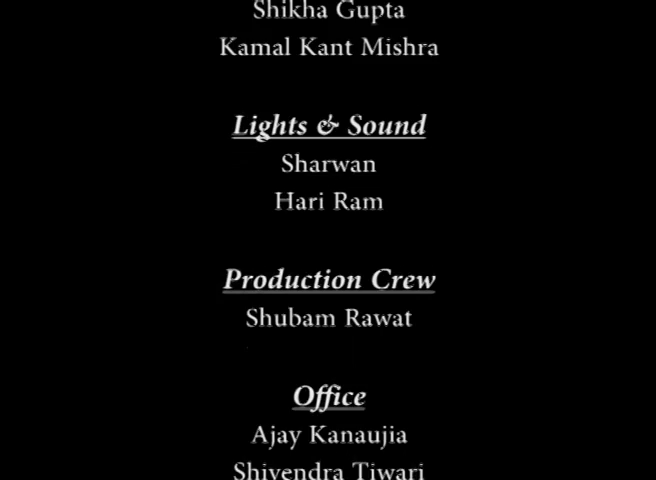 Shikha Gupta
Kamal Kant Mishra
Lights & Sound
Sharwan
Hari Ram
Production Crew
Shubam Rawat
Office
Ajay Kanaujia
Shivendra Tiwari